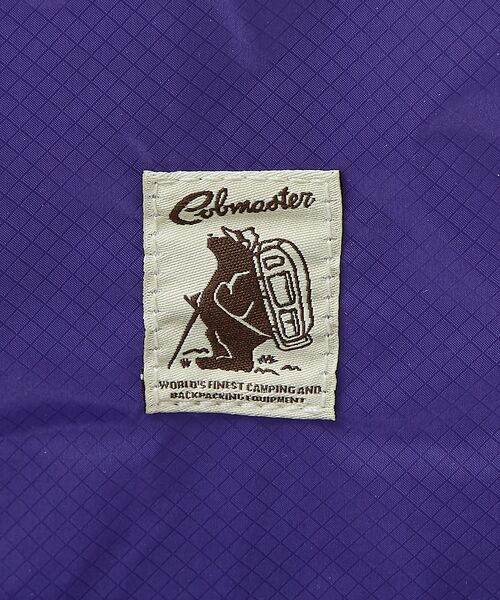 Cobmaster
WORLD'S FINEST CAMPING AND
BACKPACKING EQUIPMENT